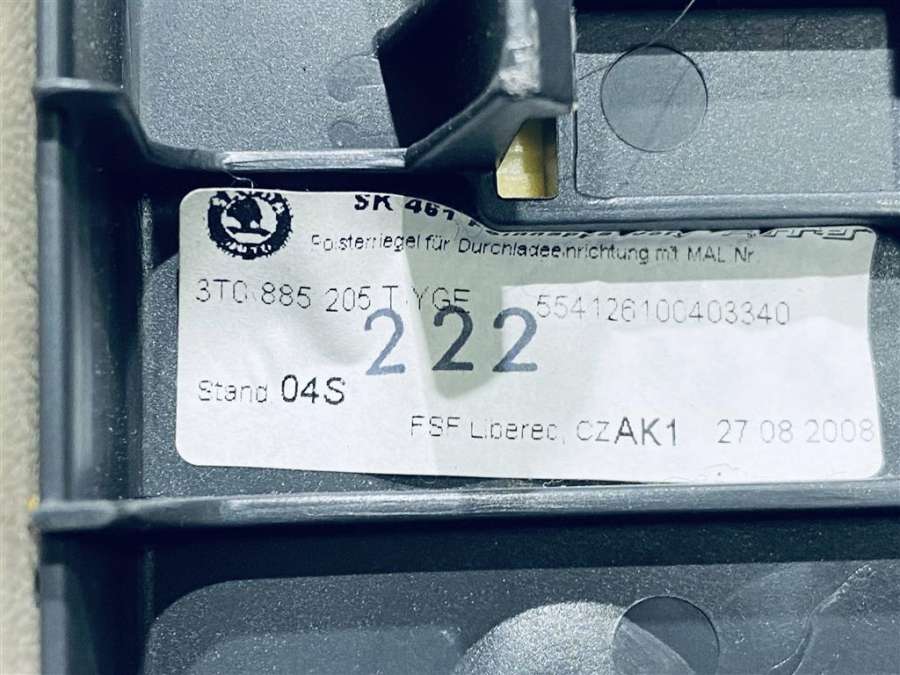 SK 461
Polsterriegel für Durchladeeinrichtung mit MAL Nr.
3T0 885 205 T YGE 554126100403340
222
Stand 04S
FSF Liberec, CZ AK1 27 08 2008